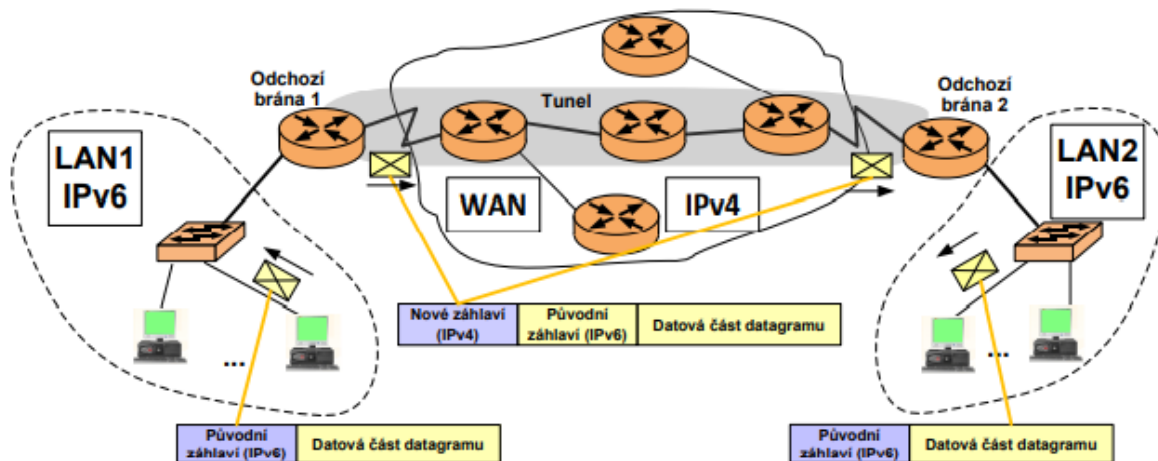 Odchozí
brána 1
Tunel
Odchozí
brána 2
LAN1
IPv6
LAN2
IPv6
WAN
IPv4
Nové záhlaví
(IPv4)
Původní
záhlaví (IPv6)
Datová část datagramu
...
...
Původní
záhlaví (IPv6)
Datová část datagramu
Původní
záhlaví (IPv6)
Datová část datagramu